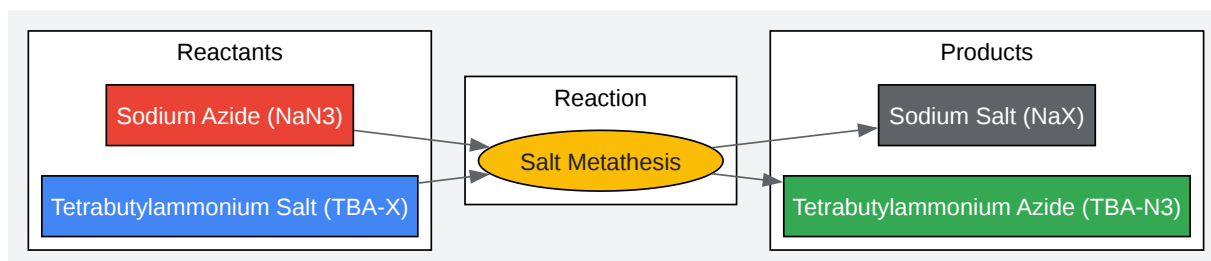 Reactants
Sodium Azide (NaN3)
Tetrabutylammonium Salt (TBA-X)
Reaction
Salt Metathesis
Products
Sodium Salt (NaX)
Tetrabutylammonium Azide (TBA-N3)